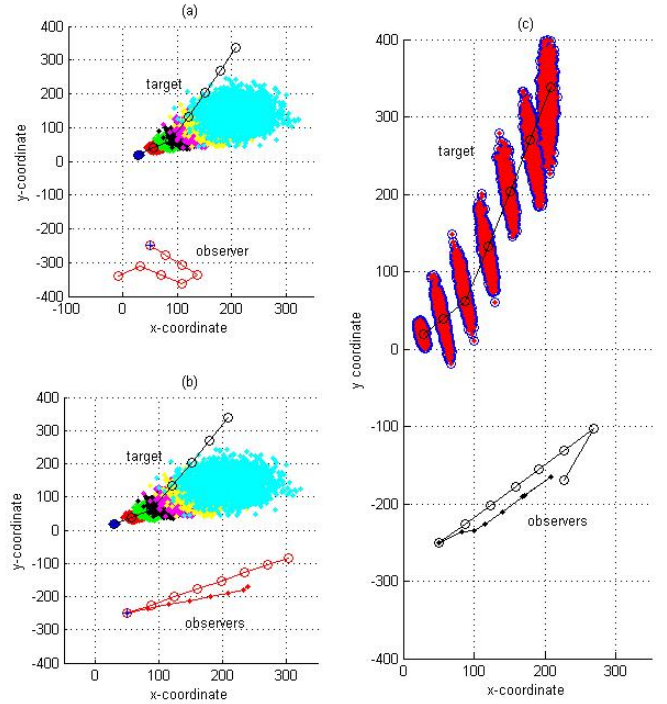 (a)
400
300
200
100
0
-100
-200
-300
-400
-100
0
100
200
300
y-coordinate
x-coordinate
target
observer
(b)
400
300
200
100
0
-100
-200
-300
-400
0
100
200
300
y-coordinate
x-coordinate
target
observers
(c)
400
300
200
100
0
-100
-200
-300
-400
0
100
200
300
y coordinate
x-coordinate
target
observers